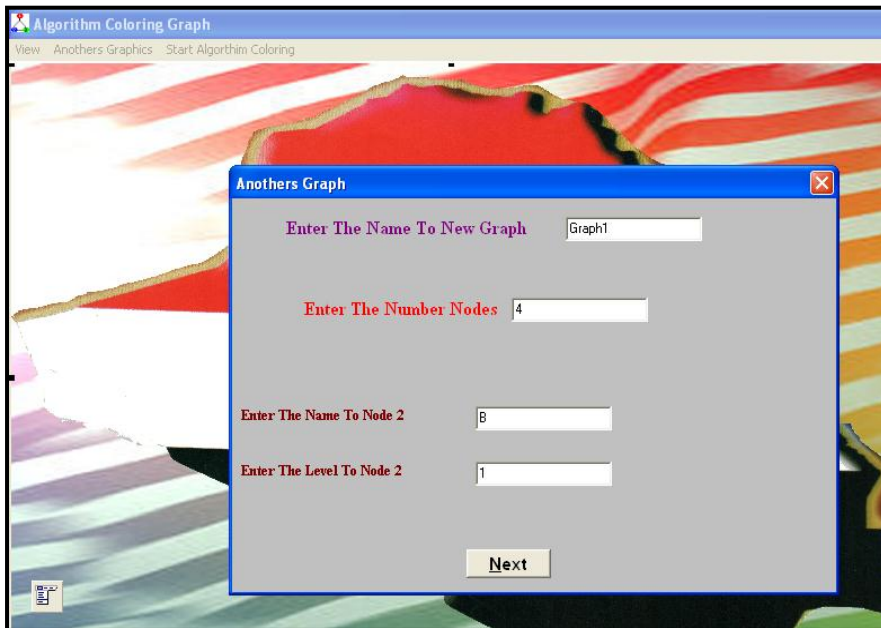 Algorithm Coloring Graph
View Anothers Graphics Start Algorthim Coloring
Anothers Graph
Enter The Name To New Graph Graph1
Enter The Number Nodes 4
Enter The Name To Node 2 B
Enter The Level To Node 2 1
Next